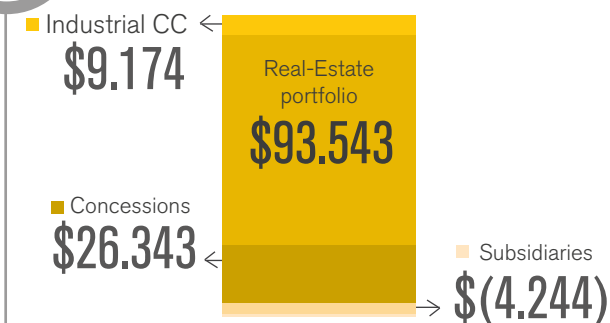 Industrial CC
$9.174
Real-Estate
portfolio
$93.543
Concessions
$26.343
Subsidiaries
$(4.244)